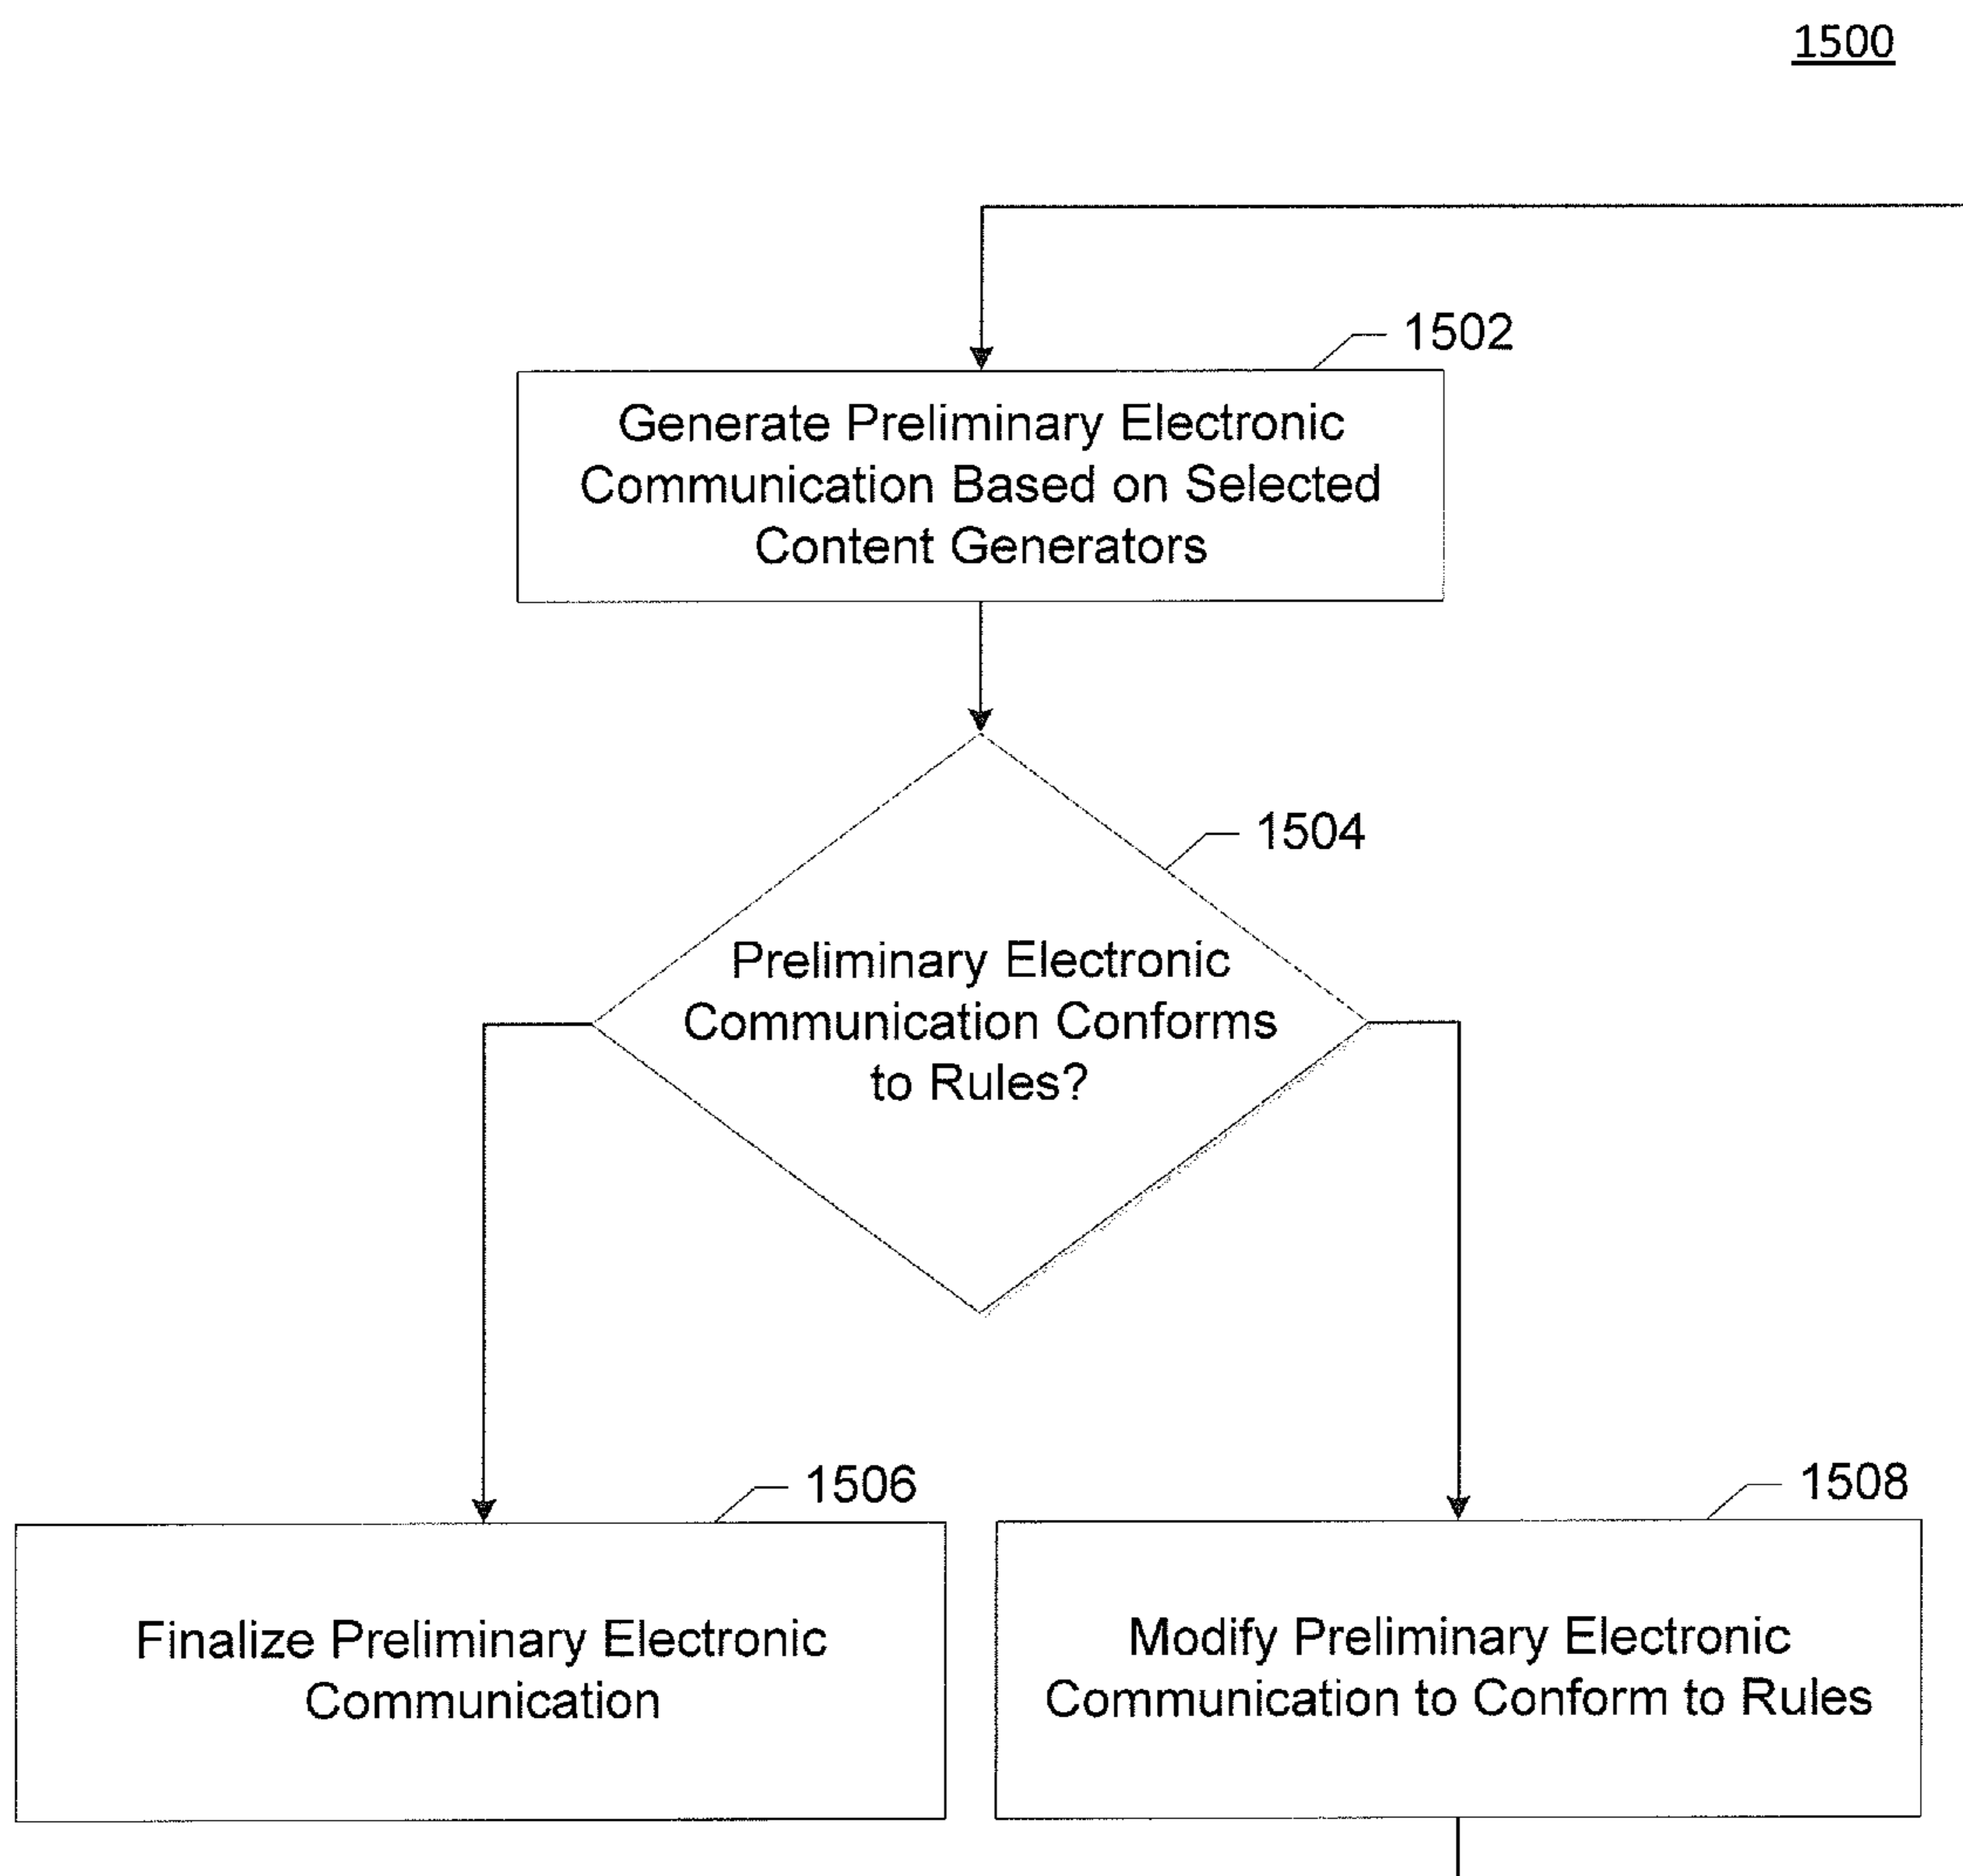 1500
1502
Generate Preliminary Electronic
Communication Based on Selected
Content Generators
1504
Preliminary Electronic
Communication Conforms
to Rules?
1506
Finalize Preliminary Electronic
Communication
1508
Modify Preliminary Electronic
Communication to Conform to Rules